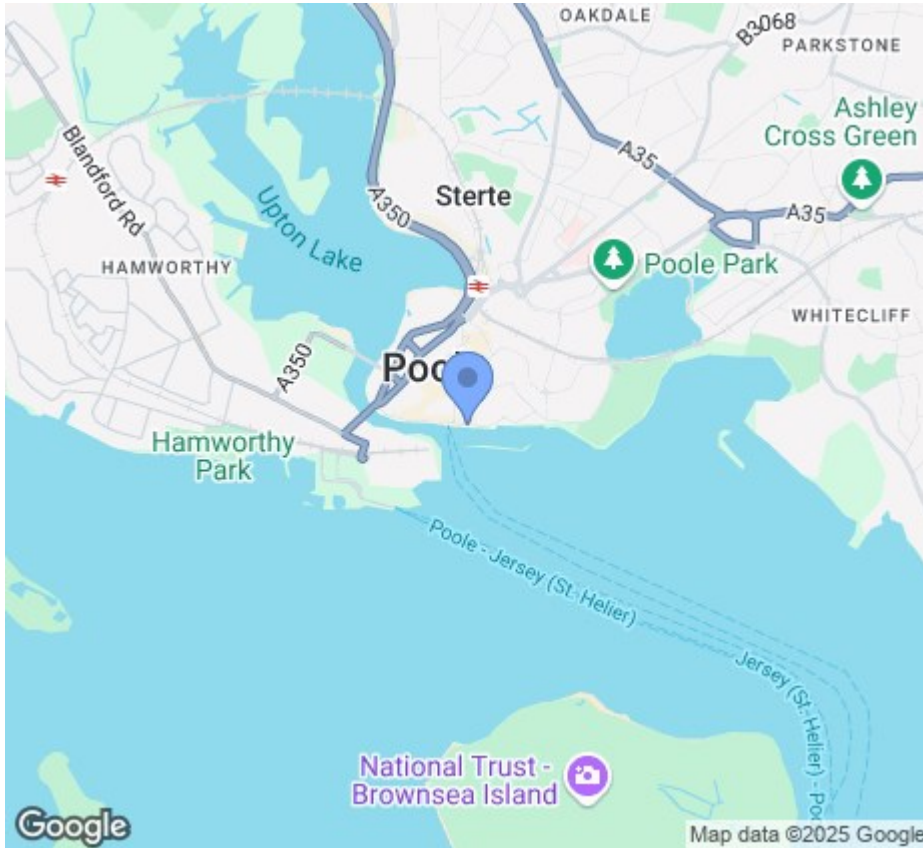 OAKDALE
B3068
PARKSTONE
Ashley
Cross Green
Blandford Rd
A35
A350
Sterte
A35
Upton Lake
HAMWORTHY
Poole Park
WHITECLIFF
A350
Hamworthy
Park
Poole - Jersey (St. Helier)
Jersey (St. Helier) - Poo
National Trust -
Brownsea Island
Google
Map data ©2025 Google